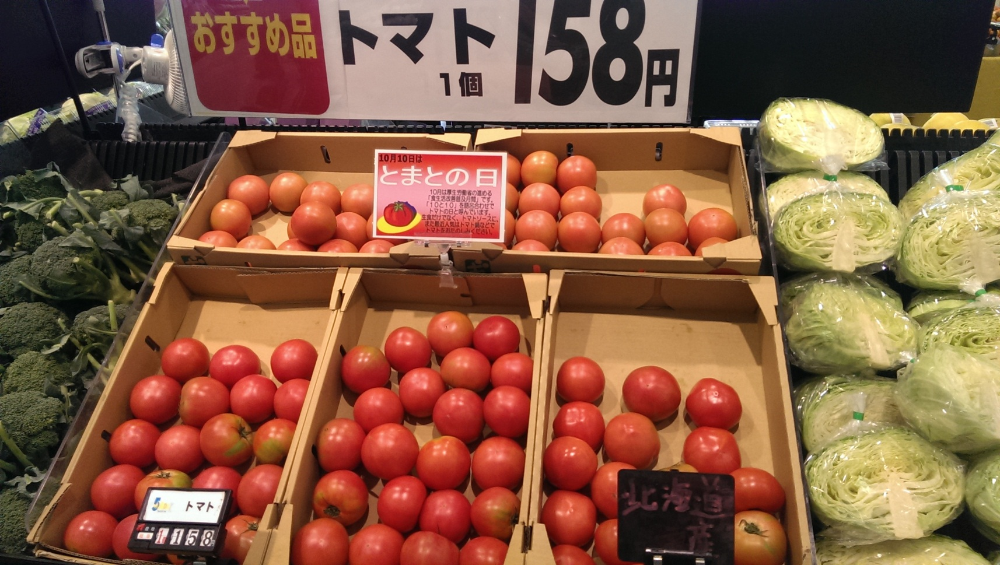 おすすめ品
トマト
1個
158円
10月10日は
とまとの日
10月は厚生労働省の進める
「食生活改善普及月間」です。
「10と10」を語呂合わせで
トマトの日と呼んでいます。
生食だけでなく、トマトソースに、
また最近人気はトマト鍋などで
トマトをおたのしみください。
トマト
158
北海道
産